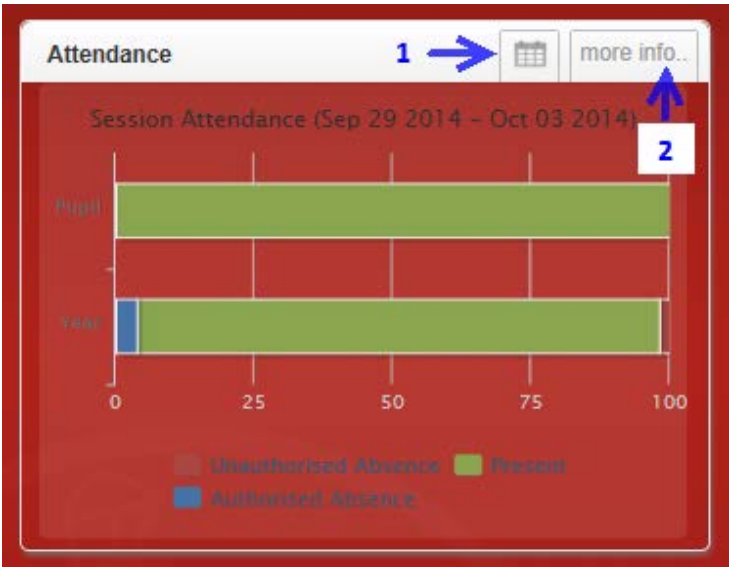 Attendance
1
more info..
2
Session Attendance (Sep 29 2014 – Oct 03 2014)
Pupil
Year
0 25 50 75 100
Unauthorised Absence Present
Authorised Absence